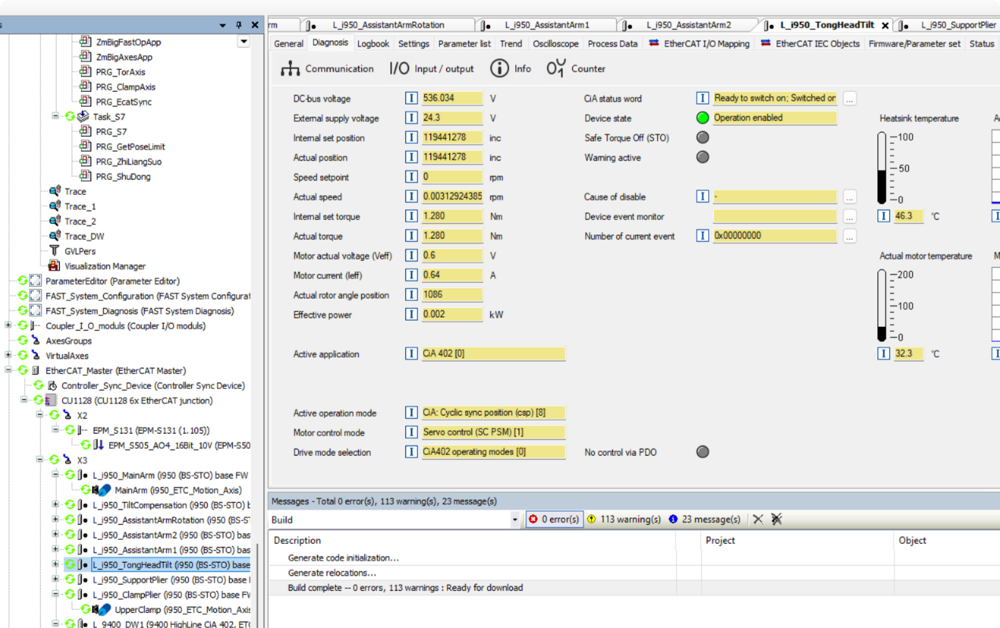 rm L_i950_AssistantArmRotation L_i950_AssistantArm1 L_i950_AssistantArm2 L_i950_TongHeadTilt L_i950_SupportPlier
General Diagnosis Logbook Settings Parameter list Trend Oscilloscope Process Data EtherCAT I/O Mapping EtherCAT IEC Objects Firmware/Parameter set Status
Communication I/O Input / output Info Counter
ZmBigFastOpApp
ZmBigAxesApp
PRG_TorAxis
PRG_ClampAxis
PRG_EcatSync
Task_S7
PRG_S7
PRG_GetPoseLimit
PRG_ZhiLiangSuo
PRG_ShuDong
Trace
Trace_1
Trace_2
Trace_DW
GVLPers
Visualization Manager
ParameterEditor (Parameter Editor)
FAST_System_Configuration (FAST System Configurat
FAST_System_Diagnosis (FAST System Diagnosis)
Coupler_I_O_moduls (Coupler I/O moduls)
AxesGroups
VirtualAxes
EtherCAT_Master (EtherCAT Master)
Controller_Sync_Device (Controller Sync Device)
CU1128 (CU1128 6x EtherCAT junction)
X2
EPM_S131 (EPM-S131 (1.105))
EPM_S505_AO4_16Bit_10V (EPM-S50
X3
L_i950_MainArm (i950 (BS-STO) base FW
MainArm (i950_ETC_Motion_Axis)
L_i950_TiltCompensation (i950 (BS-STO) b
L_i950_AssistantArmRotation (i950 (BS-ST
L_i950_AssistantArm2 (i950 (BS-STO) bas
L_i950_AssistantArm1 (i950 (BS-STO) bas
L_i950_TongHeadTilt (i950 (BS-STO) base
L_i950_SupportPlier (i950 (BS-STO) base
L_i950_ClampPlier (i950 (BS-STO) base FW
UpperClamp (i950_ETC_Motion_Axis
L_9400_DW1 (9400 HighLine CiA 402, ETC
DC-bus voltage I 536.034 V
External supply voltage I 24.3 V
Internal set position I 119441278 inc
Actual position I 119441278 inc
Speed setpoint I 0 rpm
Actual speed I 0.00312924385 rpm
Internal set torque I 1.280 Nm
Actual torque I 1.280 Nm
Motor actual voltage (Veff) I 0.6 V
Motor current (Ieff) I 0.64 A
Actual rotor angle position I 1086
Effective power I 0.002 kW
Active application I CiA 402 [0]
Active operation mode I CiA: Cyclic sync position (csp) [8]
Motor control mode I Servo control (SC PSM) [1]
Drive mode selection I CiA402 operating modes [0]
CiA status word I Ready to switch on; Switched or ...
Device state Operation enabled
Safe Torque Off (STO)
Warning active
Cause of disable I - ...
Device event monitor ...
Number of current event I 0x00000000 ...
No control via PDO
Heatsink temperature
100
50
0
I 46.3 °C
Actual motor temperature
200
100
0
I 32.3 °C
Messages - Total 0 error(s), 113 warning(s), 23 message(s)
Build 0 error(s) 113 warning(s) 23 message(s)
Description Project Object
Generate code initialization...
Generate relocations...
Build complete -- 0 errors, 113 warnings : Ready for download